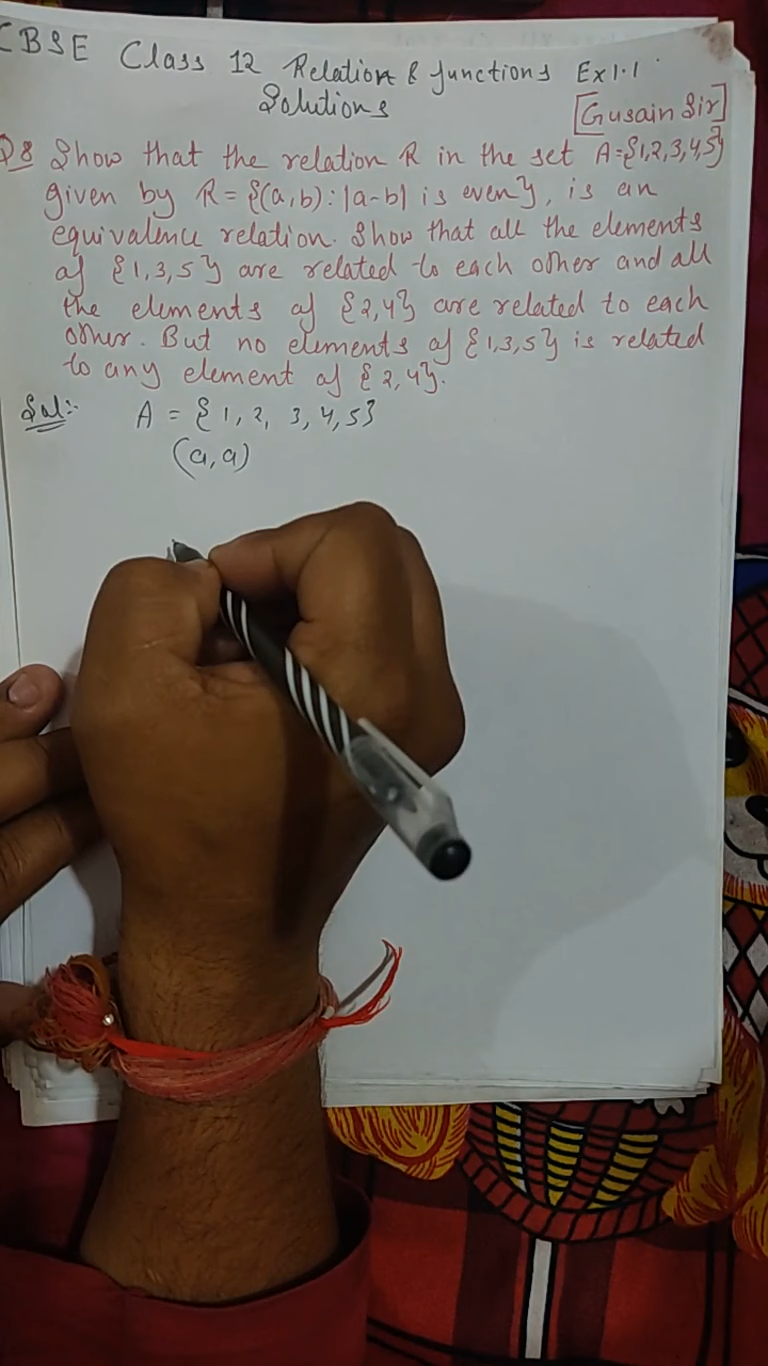 CBSE Class 12 Relation & functions Ex 1.1
Solutions
[Gusain Sir]
Q8 Show that the relation R in the set A={1,2,3,4,5}
given by R = {(a,b) : |a-b| is even}, is an
equivalence relation. Show that all the elements
of {1,3,5} are related to each other and all
the elements of {2,4} are related to each
other. But no elements of {1,3,5} is related
to any element of {2,4}.
Sol:- A = {1, 2, 3, 4, 5}
(a, a)